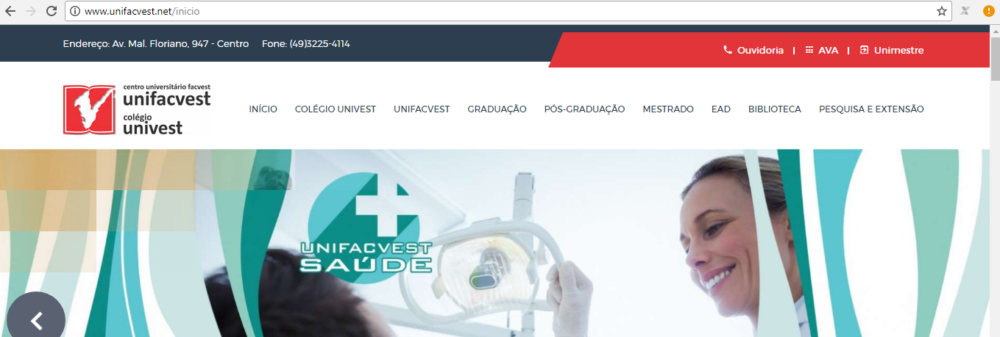 www.unifacvest.net/inicio
Endereço: Av. Mal. Floriano, 947 - Centro Fone: (49)3225-4114
Ouvidoria | AVA | Unimestre
centro universitário facvest
unifacvest
colégio
univest
INÍCIO COLÉGIO UNIVEST UNIFACVEST GRADUAÇÃO PÓS-GRADUAÇÃO MESTRADO EAD BIBLIOTECA PESQUISA E EXTENSÃO
UNIFACVEST
SAÚDE